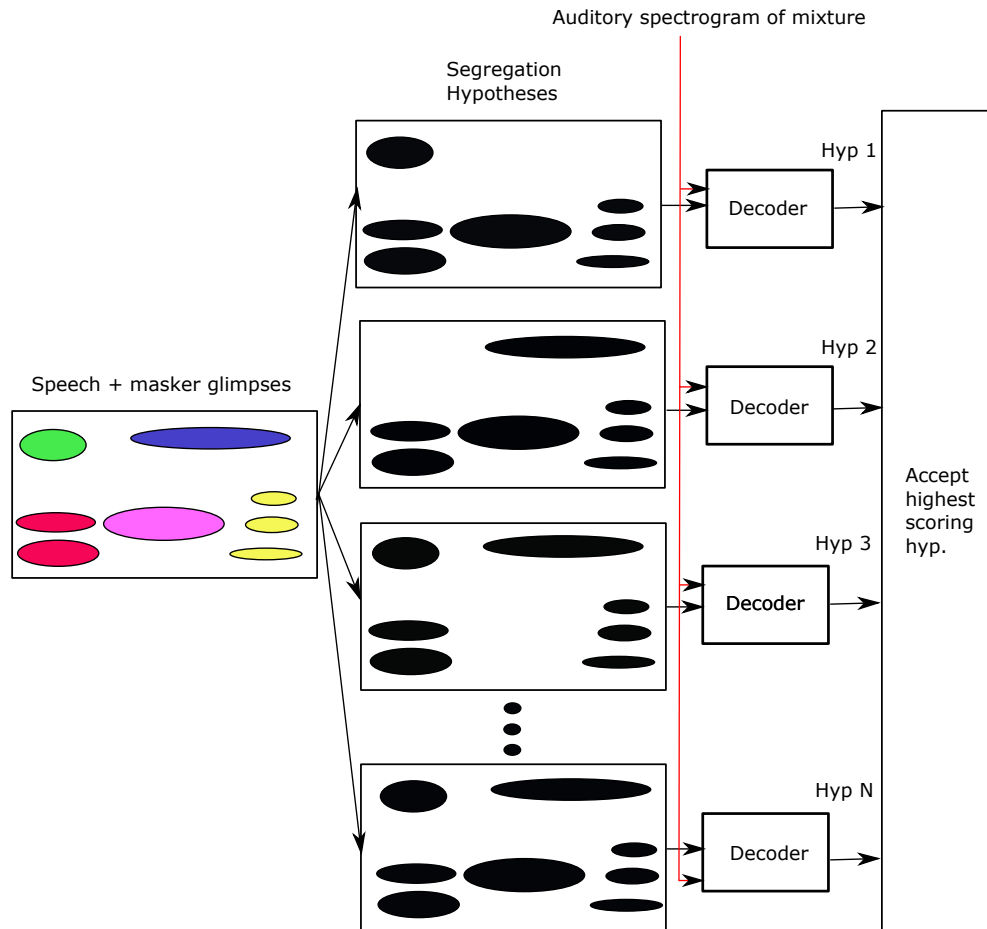 Auditory spectrogram of mixture
Segregation
Hypotheses
Hyp 1
Decoder
Hyp 2
Decoder
Speech + masker glimpses
Accept
highest
scoring
hyp.
Hyp 3
Decoder
Hyp N
Decoder